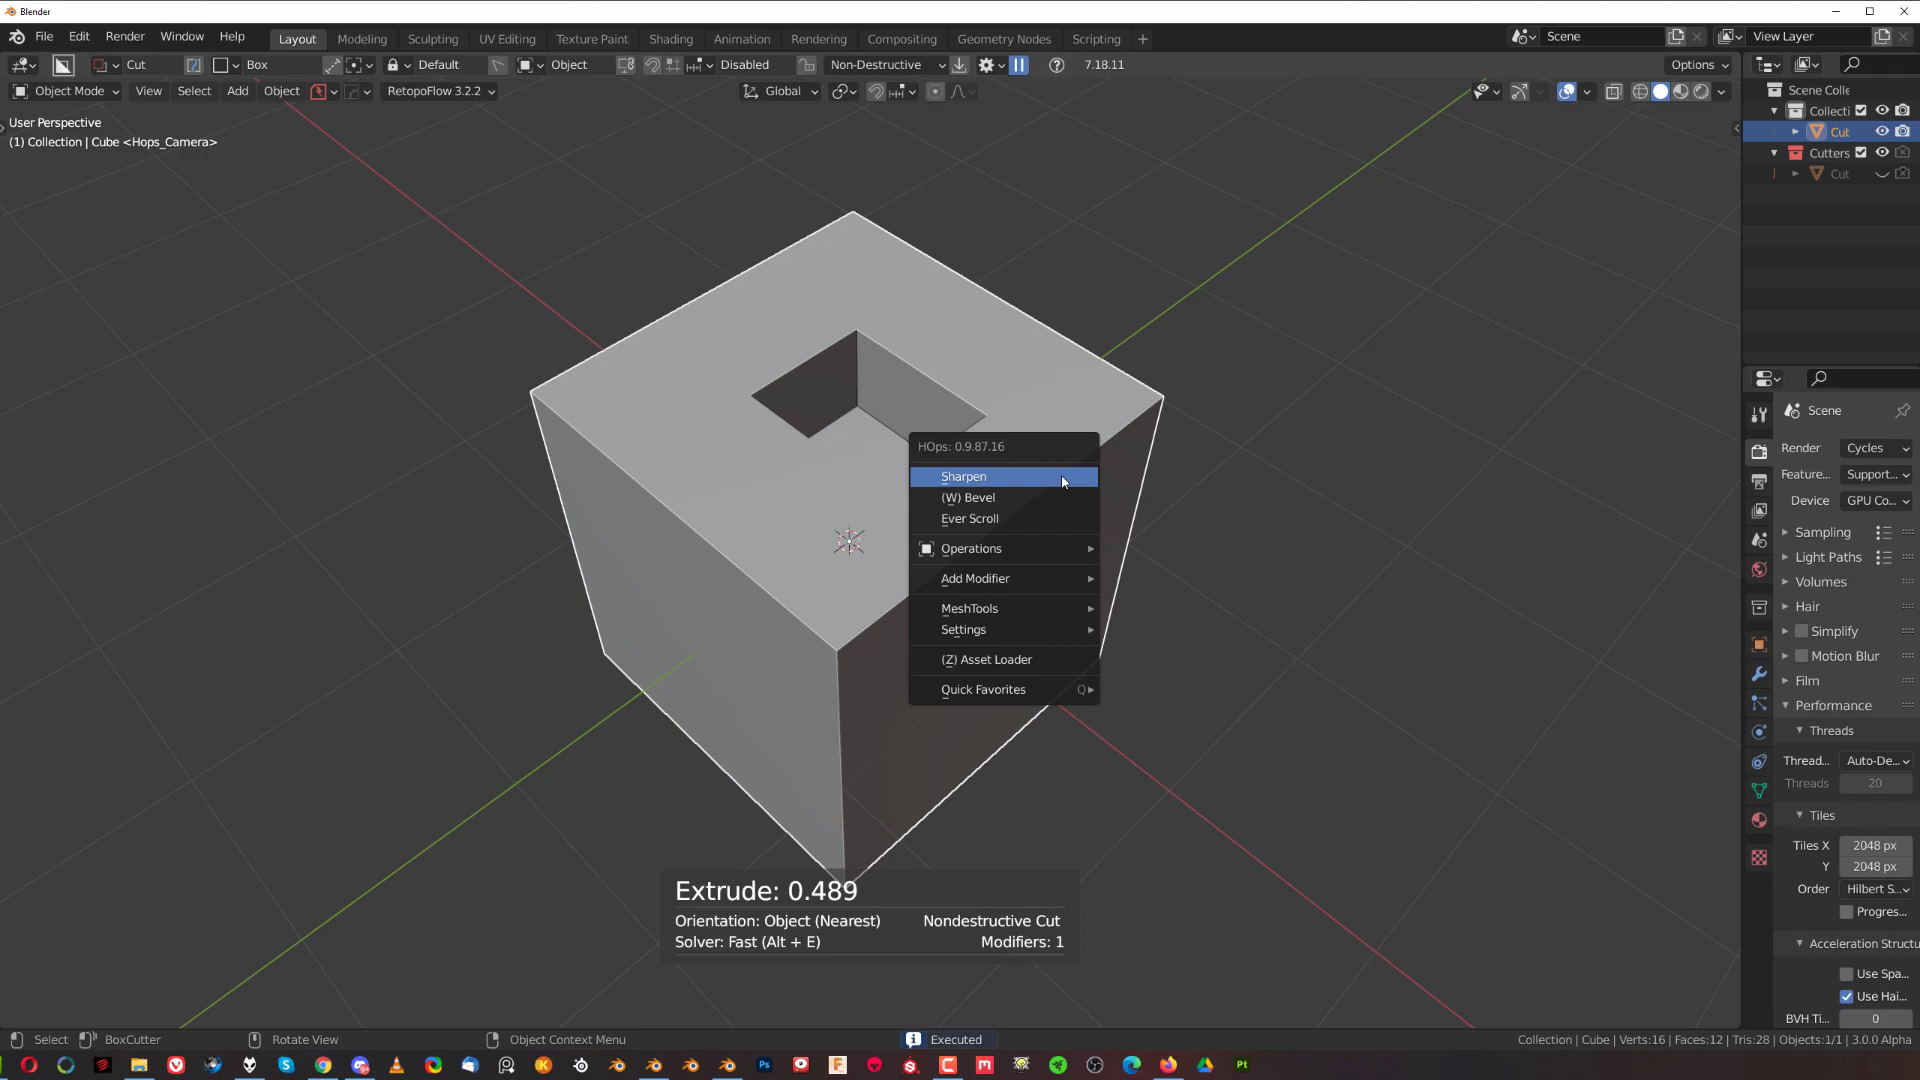 Blender
File Edit Render Window Help Layout Modeling Sculpting UV Editing Texture Paint Shading Animation Rendering Compositing Geometry Nodes Scripting + Scene View Layer
Cut Box Default Object Disabled Non-Destructive 7.18.11 Options
Object Mode View Select Add Object RetopoFlow 3.2.2 Global
User Perspective
(1) Collection | Cube <Hops_Camera>
Scene Colle
Collecti
Cut
Cutters
Cut
HOps: 0.9.87.16
Sharpen
(W) Bevel
Ever Scroll
Operations
Add Modifier
MeshTools
Settings
(Z) Asset Loader
Quick Favorites Q
Scene
Render Cycles
Feature... Support...
Device GPU Co...
Sampling
Light Paths
Volumes
Hair
Simplify
Motion Blur
Film
Performance
Threads
Thread... Auto-De...
Threads 20
Tiles
Tiles X 2048 px
Y 2048 px
Order Hilbert S...
Progres...
Acceleration Structu
Use Spa...
Use Hai...
BVH Ti... 0
Extrude: 0.489
Orientation: Object (Nearest) Nondestructive Cut
Solver: Fast (Alt + E) Modifiers: 1
Select BoxCutter Rotate View Object Context Menu Executed Collection | Cube | Verts:16 | Faces:12 | Tris:28 | Objects:1/1 | 3.0.0 Alpha
Ps
Pt